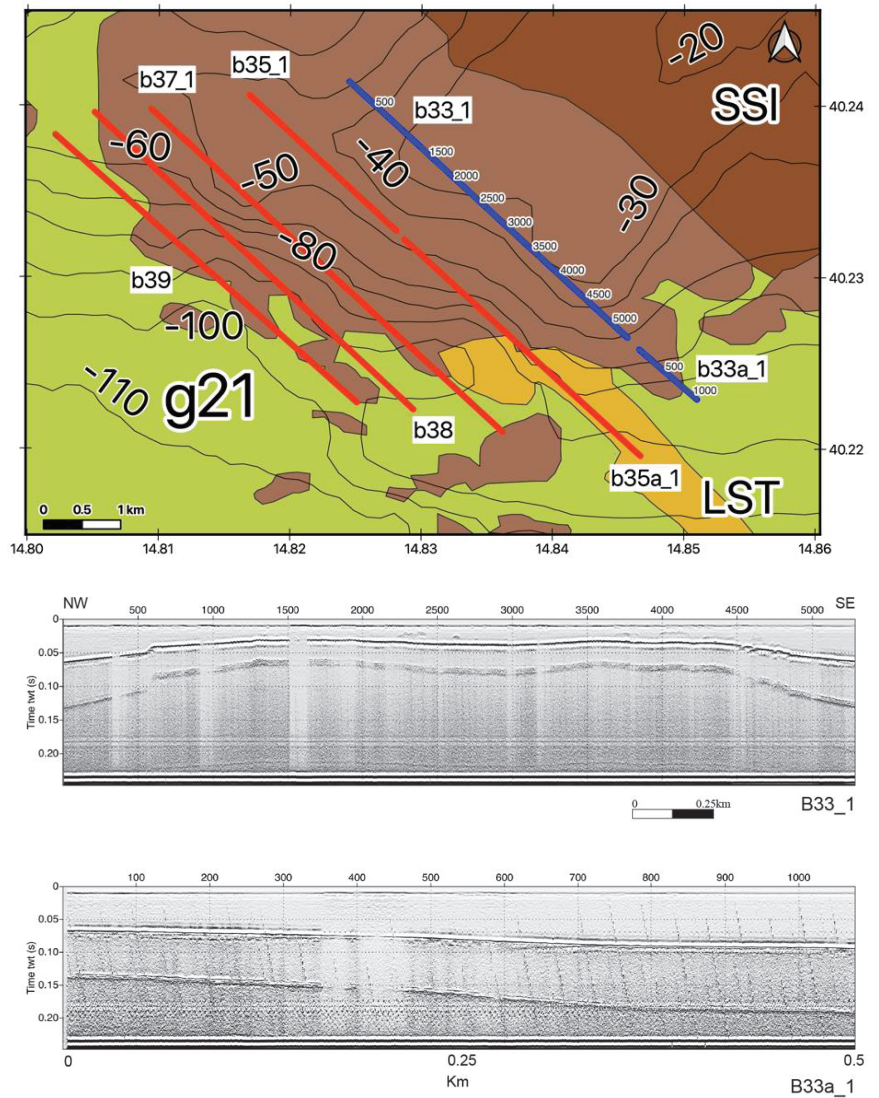 -20
b35_1
b37_1
SSI
40.24
500
b33_1
-60
-40
1500
-50
2000
2500
-30
3000
-80
3500
4000
40.23
b39
4500
5000
-100
500
b33a_1
1000
-110
g21
b38
40.22
b35a_1
LST
0 0.5 1 km
14.80 14.81 14.82 14.83 14.84 14.85 14.86
NW SE
500 1000 1500 2000 2500 3000 3500 4000 4500 5000
0
0.05
0.10
0.15
0.20
Time twt (s)
0 0.25km
B33_1
100 200 300 400 500 600 700 800 900 1000
0
0.05
0.10
0.15
0.20
Time twt (s)
0 0.25 0.5
Km
B33a_1